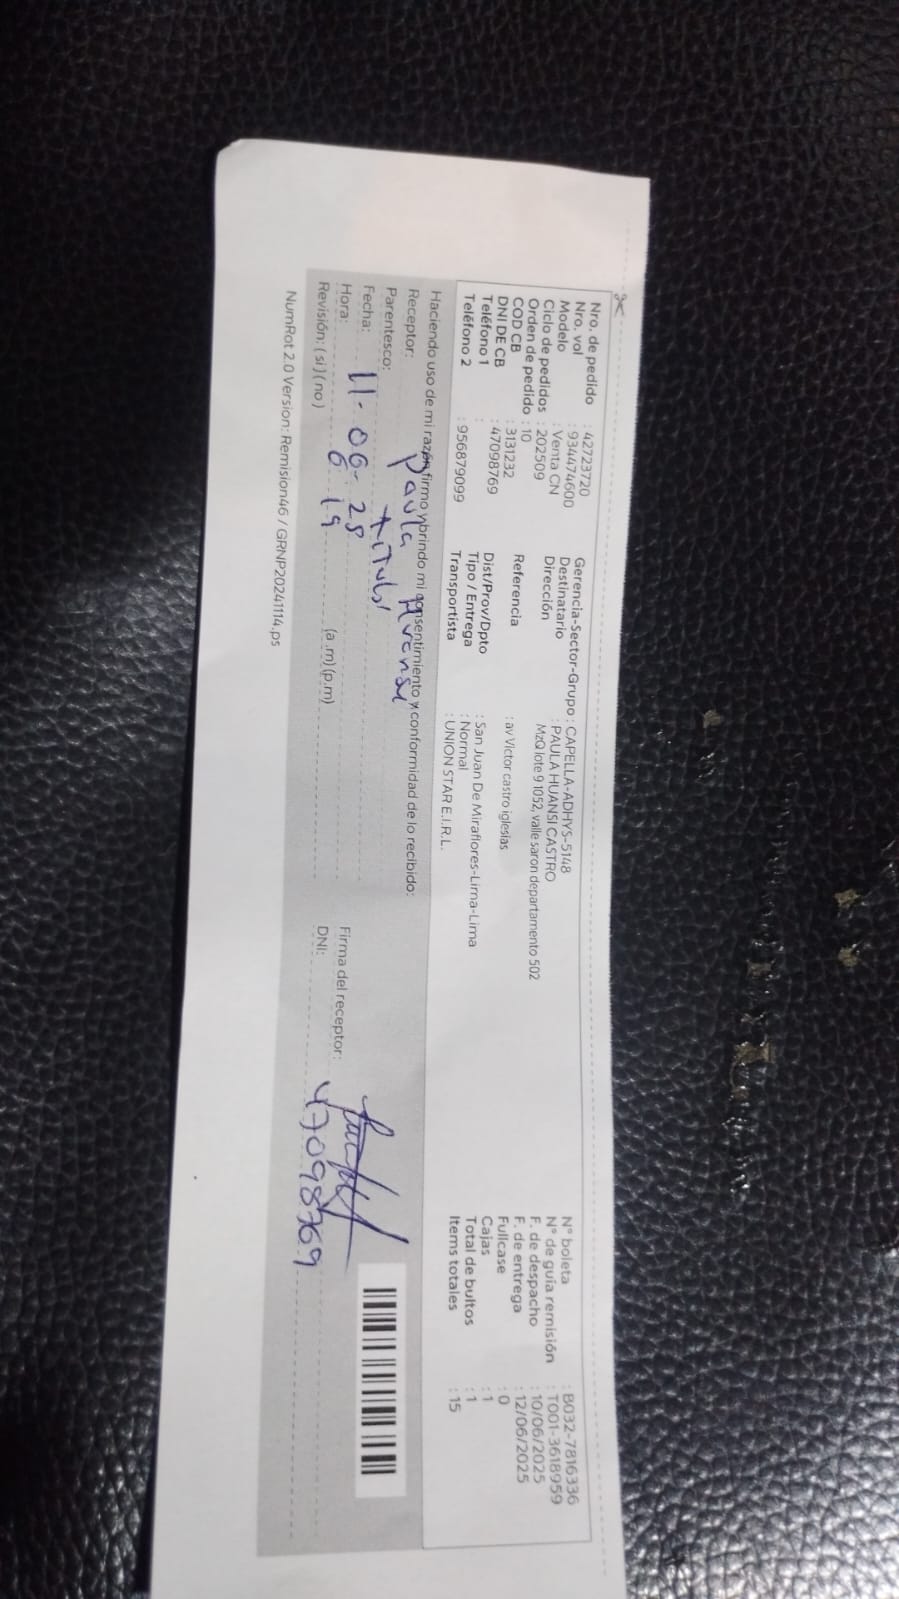 Nro. de pedido : 42723720
Nro. vol : 934474600
Modelo : Venta CN
Ciclo de pedidos : 202509
Orden de pedido : 10
COD CB : 3131232
DNI DE CB : 47098769
Teléfono 1 :
Teléfono 2 : 956879099
Gerencia-Sector-Grupo : CAPELLA-ADHYS-5148
Destinatario : PAULA HUANSI CASTRO
Dirección MzQ lote 9 1052, valle saron departamento 502
Referencia : av Victor castro iglesias
Dist/Prov/Dpto : San Juan De Miraflores-Lima-Lima
Tipo / Entrega : Normal
Transportista : UNION STAR E.I.R.L.
N° boleta : B032-7816336
N° de guía remisión : T001-3618959
F. de despacho : 10/06/2025
F. de entrega : 12/06/2025
Fullcase : 0
Cajas : 1
Total de bultos : 1
Items totales : 15
Haciendo uso de mi razón firmo y brindo mi consentimiento y conformidad de lo recibido:
Receptor: Paula
Parentesco:
Fecha: 11-06-25
Hora: 6 19 (a.m) (p.m)
Revisión: ( si ) ( no )
Firma del receptor:
DNI: 47098769
NumRot 2.0 Version: Remision46 / GRNP20241114.ps